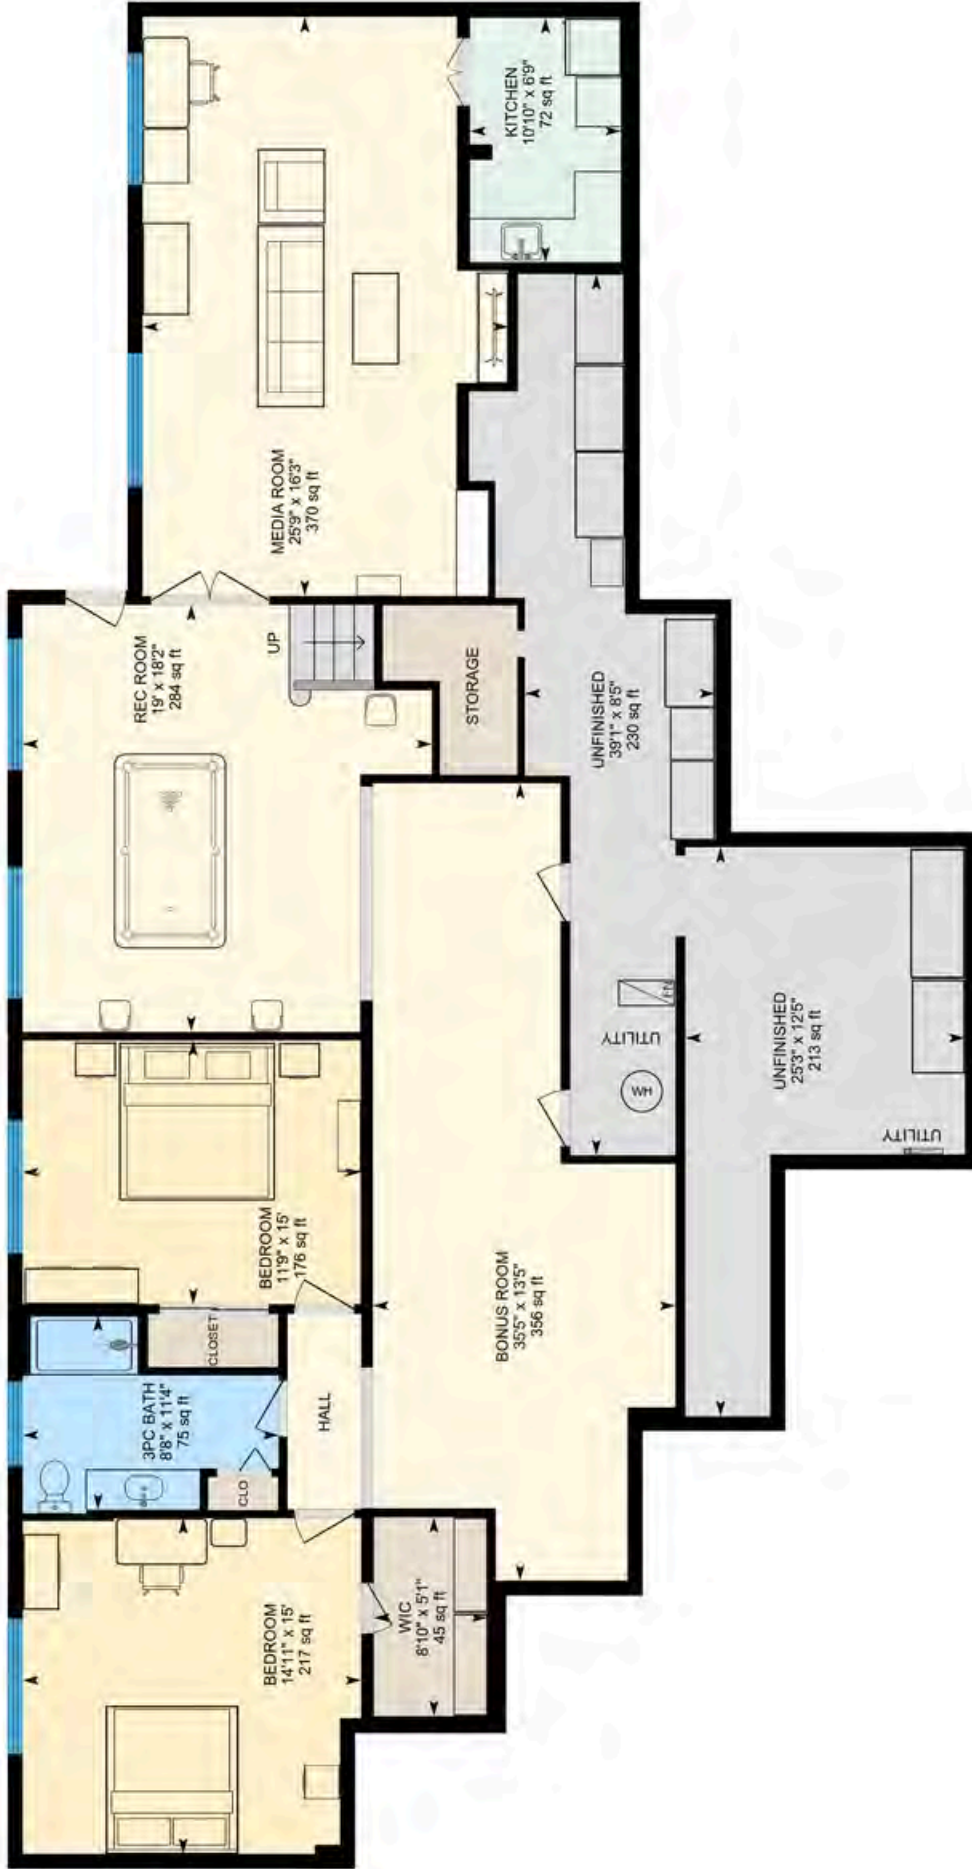 KITCHEN
10'10" x 6'9"
72 sq ft
MEDIA ROOM
25'9" x 16'3"
370 sq ft
REC ROOM
19' x 18'2"
284 sq ft
UP
STORAGE
UNFINISHED
39'1" x 8'5"
230 sq ft
FN
UTILITY
WH
UNFINISHED
25'3" x 12'5"
213 sq ft
UTILITY
BEDROOM
11'9" x 15'
176 sq ft
BONUS ROOM
35'5" x 13'5"
356 sq ft
CLOSET
3PC BATH
8'8" x 11'4"
75 sq ft
HALL
CLO
BEDROOM
14'11" x 15'
217 sq ft
WIC
8'10" x 5'1"
45 sq ft